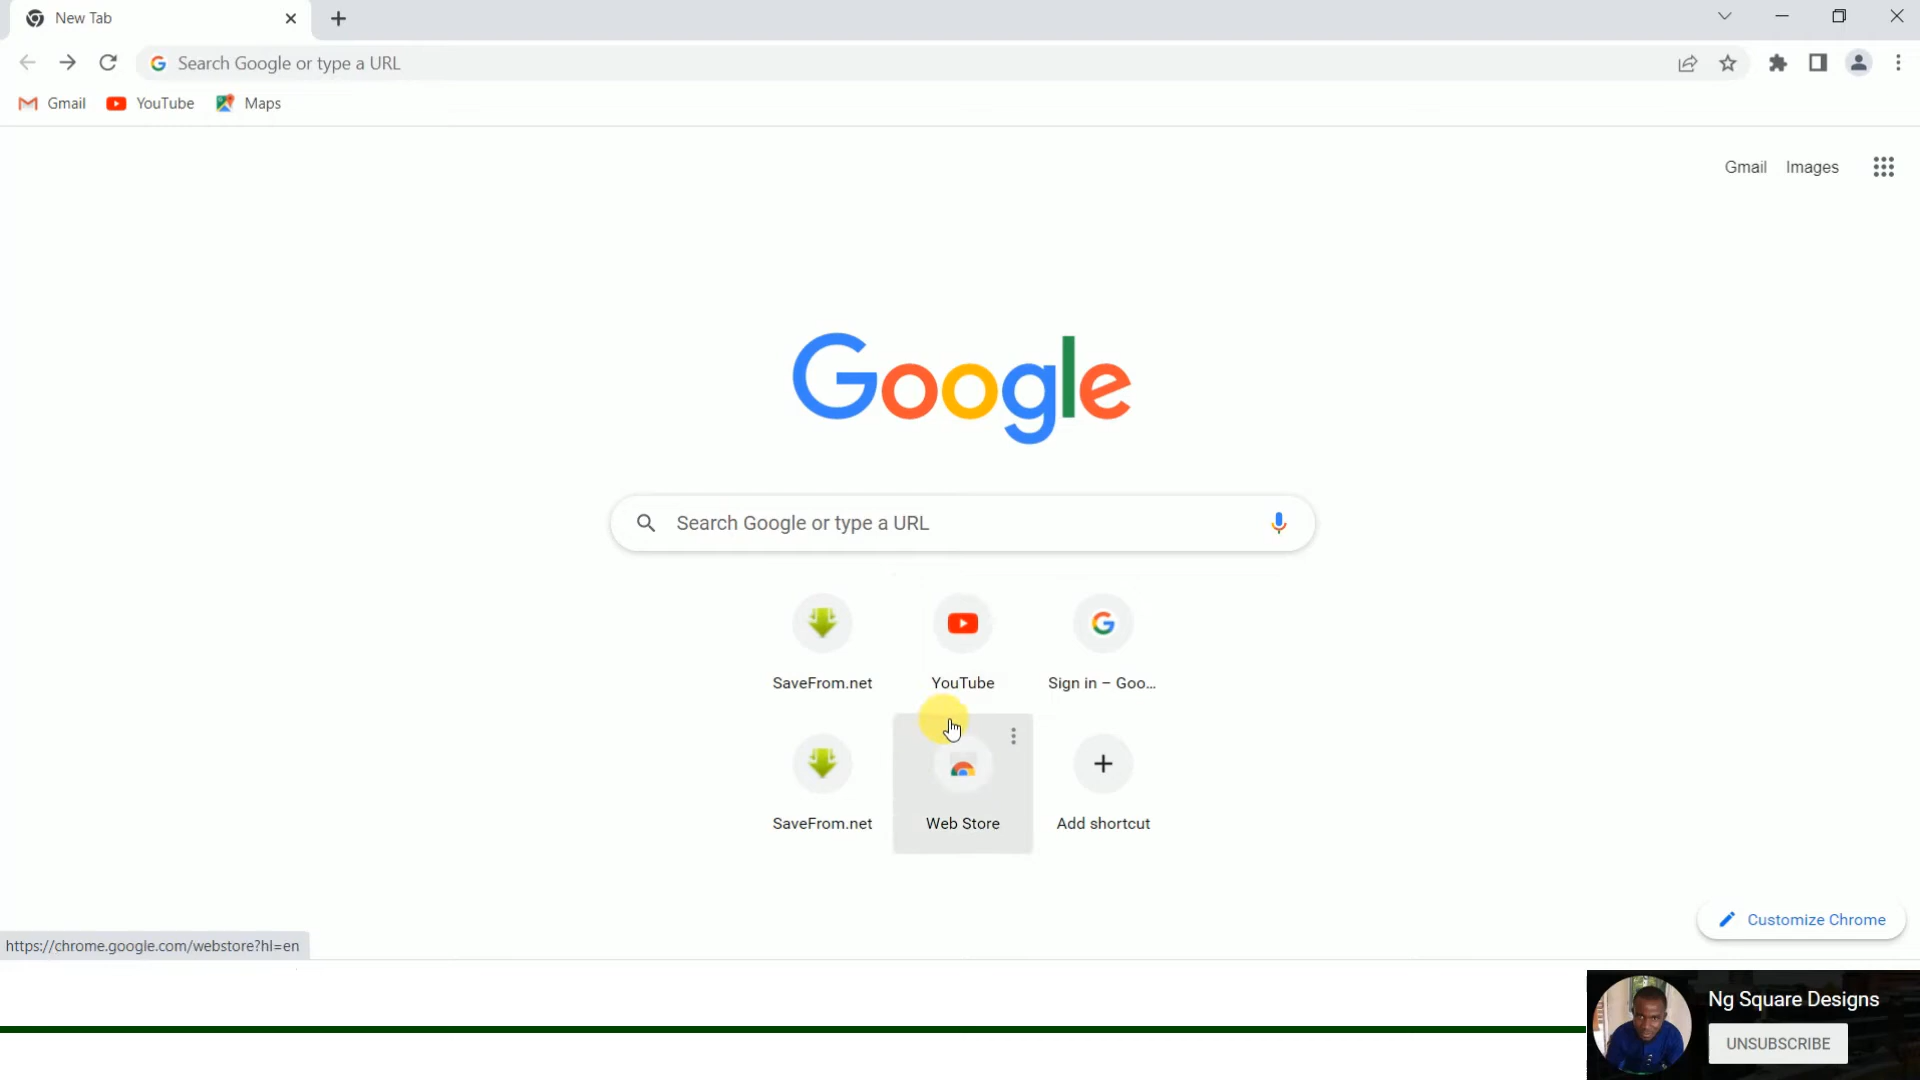 New Tab
Search Google or type a URL
Gmail YouTube Maps
Gmail Images
Google
Search Google or type a URL
SaveFrom.net YouTube Sign in – Goo...
SaveFrom.net Web Store Add shortcut
Customize Chrome
https://chrome.google.com/webstore?hl=en
Ng Square Designs
UNSUBSCRIBE